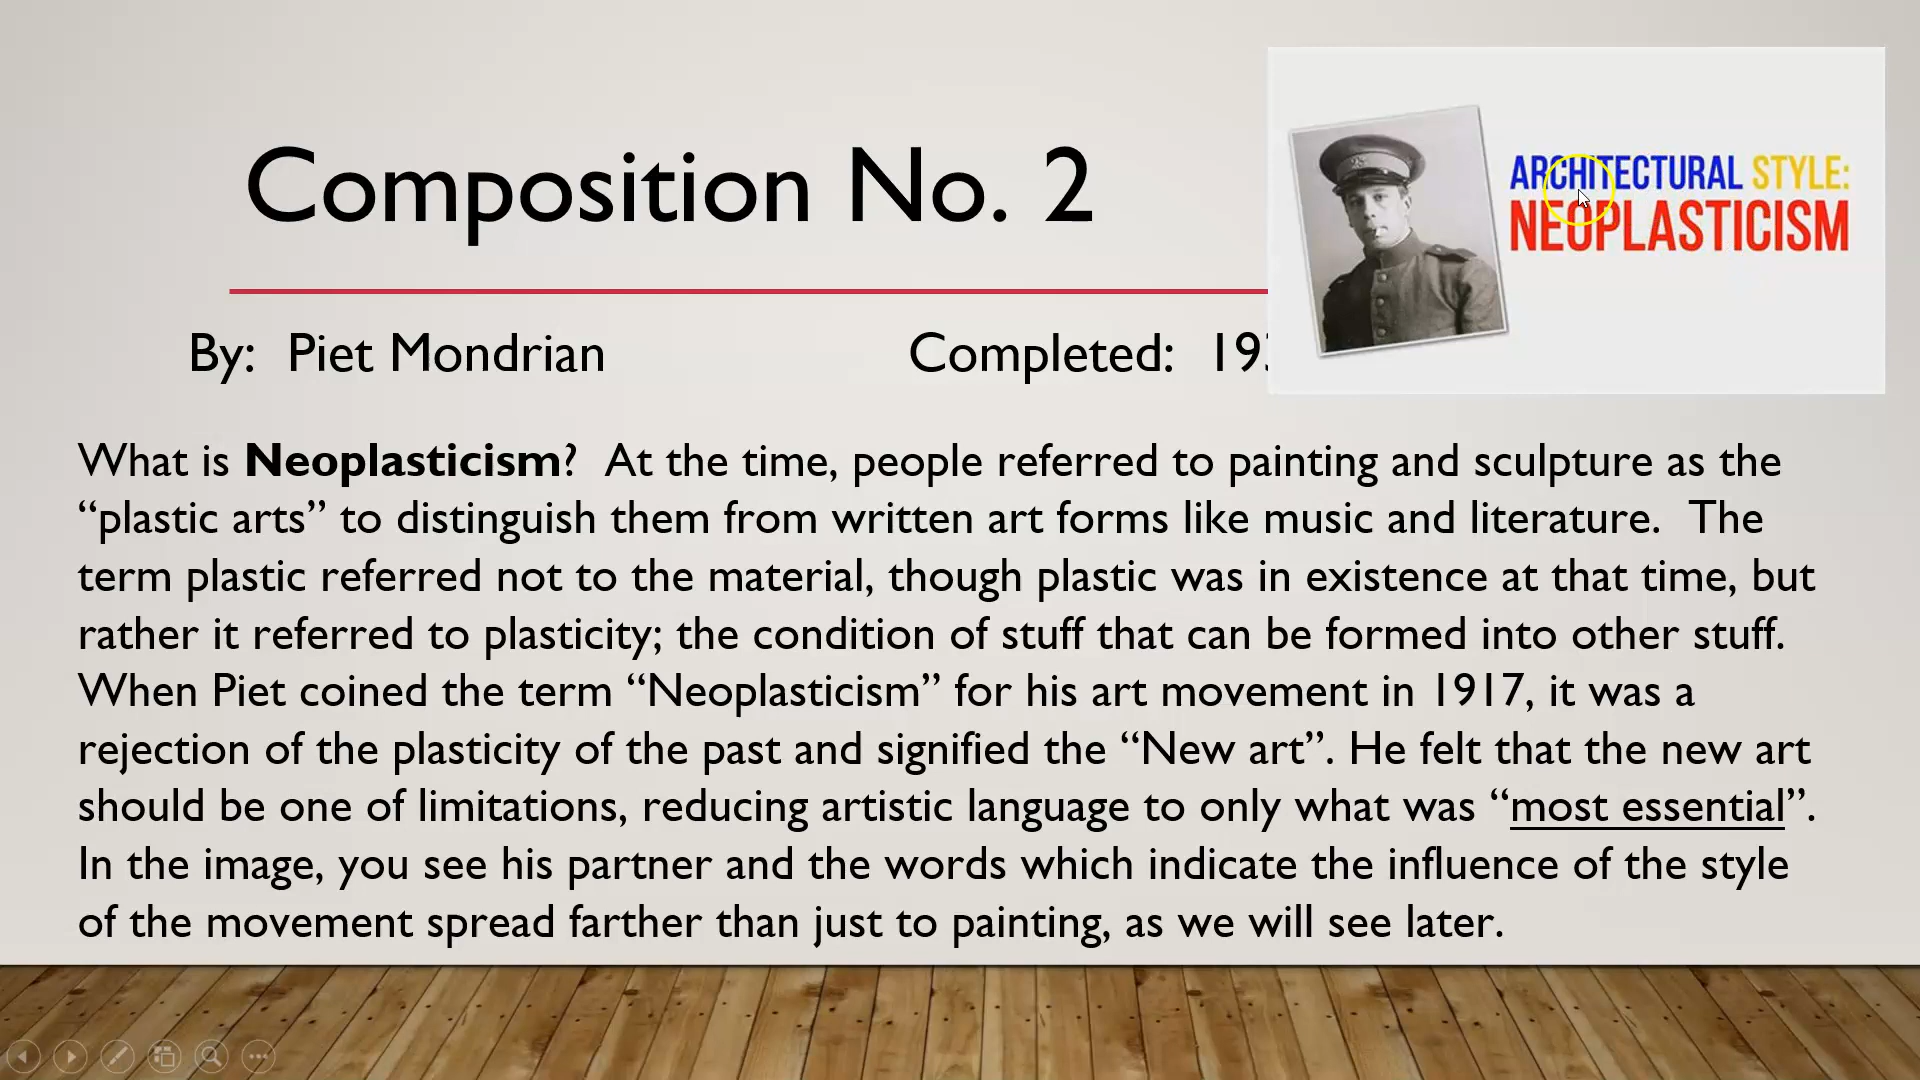 Composition No. 2
ARCHITECTURAL STYLE:
NEOPLASTICISM
By: Piet Mondrian Completed:
What is Neoplasticism? At the time, people referred to painting and sculpture as the
“plastic arts” to distinguish them from written art forms like music and literature. The
term plastic referred not to the material, though plastic was in existence at that time, but
rather it referred to plasticity; the condition of stuff that can be formed into other stuff.
When Piet coined the term “Neoplasticism” for his art movement in 1917, it was a
rejection of the plasticity of the past and signified the “New art”. He felt that the new art
should be one of limitations, reducing artistic language to only what was “most essential”.
In the image, you see his partner and the words which indicate the influence of the style
of the movement spread farther than just to painting, as we will see later.